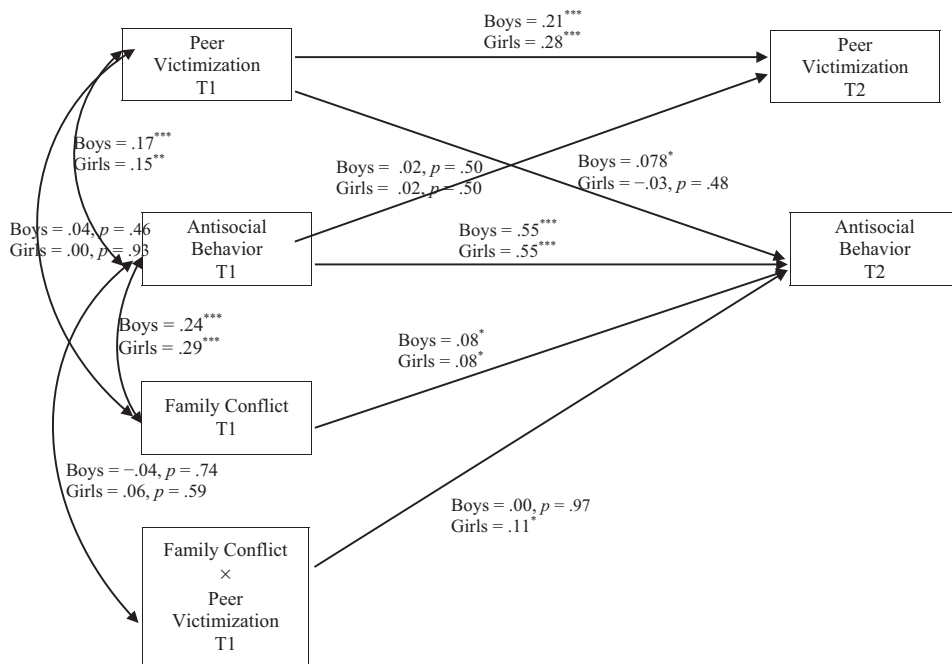 Boys = .21***
Girls = .28***
Peer
Victimization
T1
Peer
Victimization
T2
Boys = .17***
Girls = .15**
Boys = .02, p = .50
Girls = .02, p = .50
Boys = .078*
Girls = −.03, p = .48
Boys = .04, p = .46
Girls = .00, p = .93
Antisocial
Behavior
T1
Boys = .55***
Girls = .55***
Antisocial
Behavior
T2
Boys = .24***
Girls = .29***
Boys = .08*
Girls = .08*
Family Conflict
T1
Boys = −.04, p = .74
Girls = .06, p = .59
Boys = .00, p = .97
Girls = .11*
Family Conflict
×
Peer
Victimization
T1